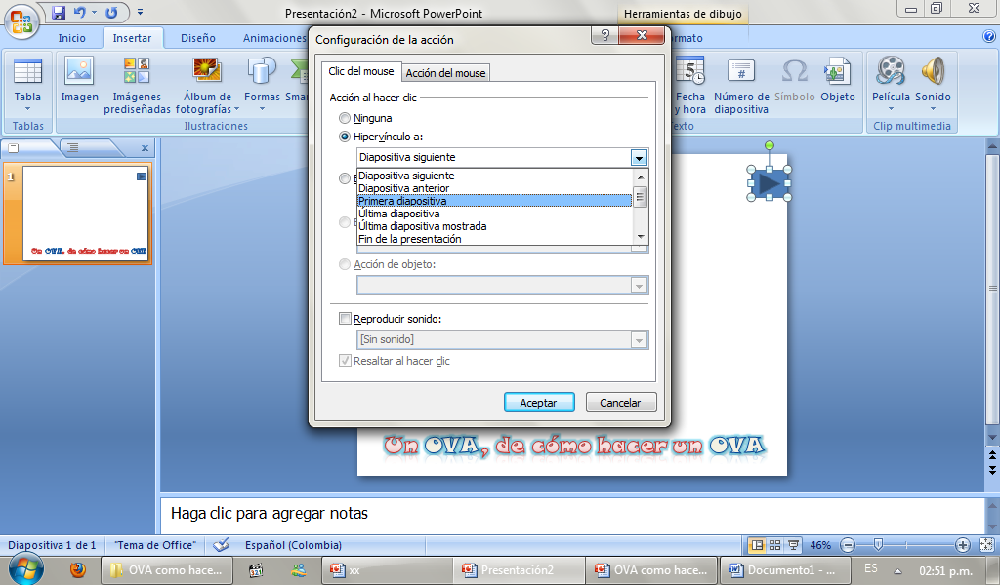 Presentación2 - Microsoft PowerPoint
Herramientas de dibujo
Inicio
Insertar
Diseño
Animaciones
Configuración de la acción
Tabla
Imagen
Imágenes prediseñadas
Álbum de fotografías
Formas
Fecha y hora
Número de diapositiva
Símbolo
Objeto
Película
Sonido
Tablas
Ilustraciones
Clip multimedia
Clic del mouse
Acción del mouse
Acción al hacer clic
Ninguna
Hipervínculo a:
Diapositiva siguiente
Diapositiva siguiente
Diapositiva anterior
Primera diapositiva
Última diapositiva
Última diapositiva mostrada
Fin de la presentación
Acción de objeto:
Reproducir sonido:
[Sin sonido]
Resaltar al hacer clic
Aceptar
Cancelar
1
Un OVA, de cómo hacer un OVA
Un OVA, de cómo hacer un OVA
Haga clic para agregar notas
Diapositiva 1 de 1
"Tema de Office"
Español (Colombia)
46%
OVA como hace...
xx
Presentación2
OVA como hace...
Documento1 - ...
ES
02:51 p.m.